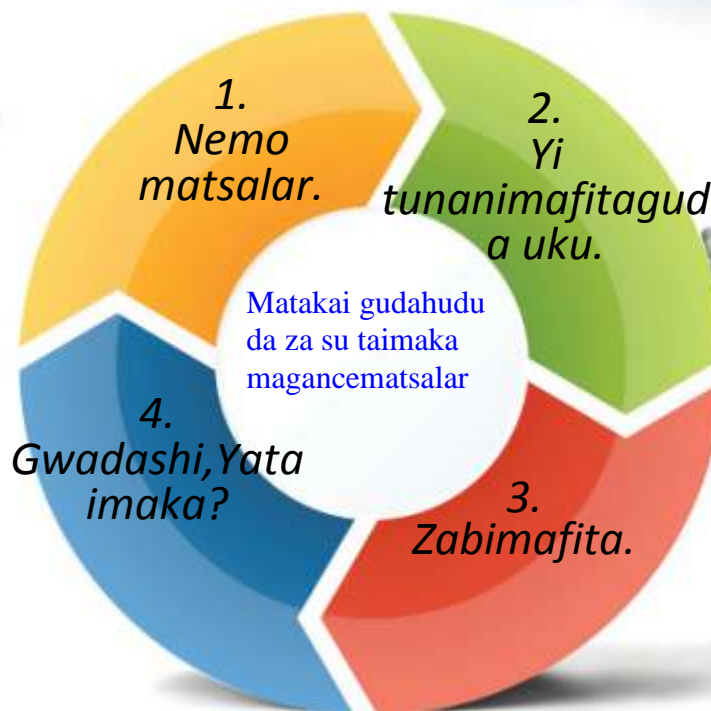 1.
Nemo
matsalar.
2.
Yi
tunanimafitagud
a uku.
Matakai gudahudu
da za su taimaka
magancematsalar
4.
Gwadashi,Yata
imaka?
3.
Zabimafita.